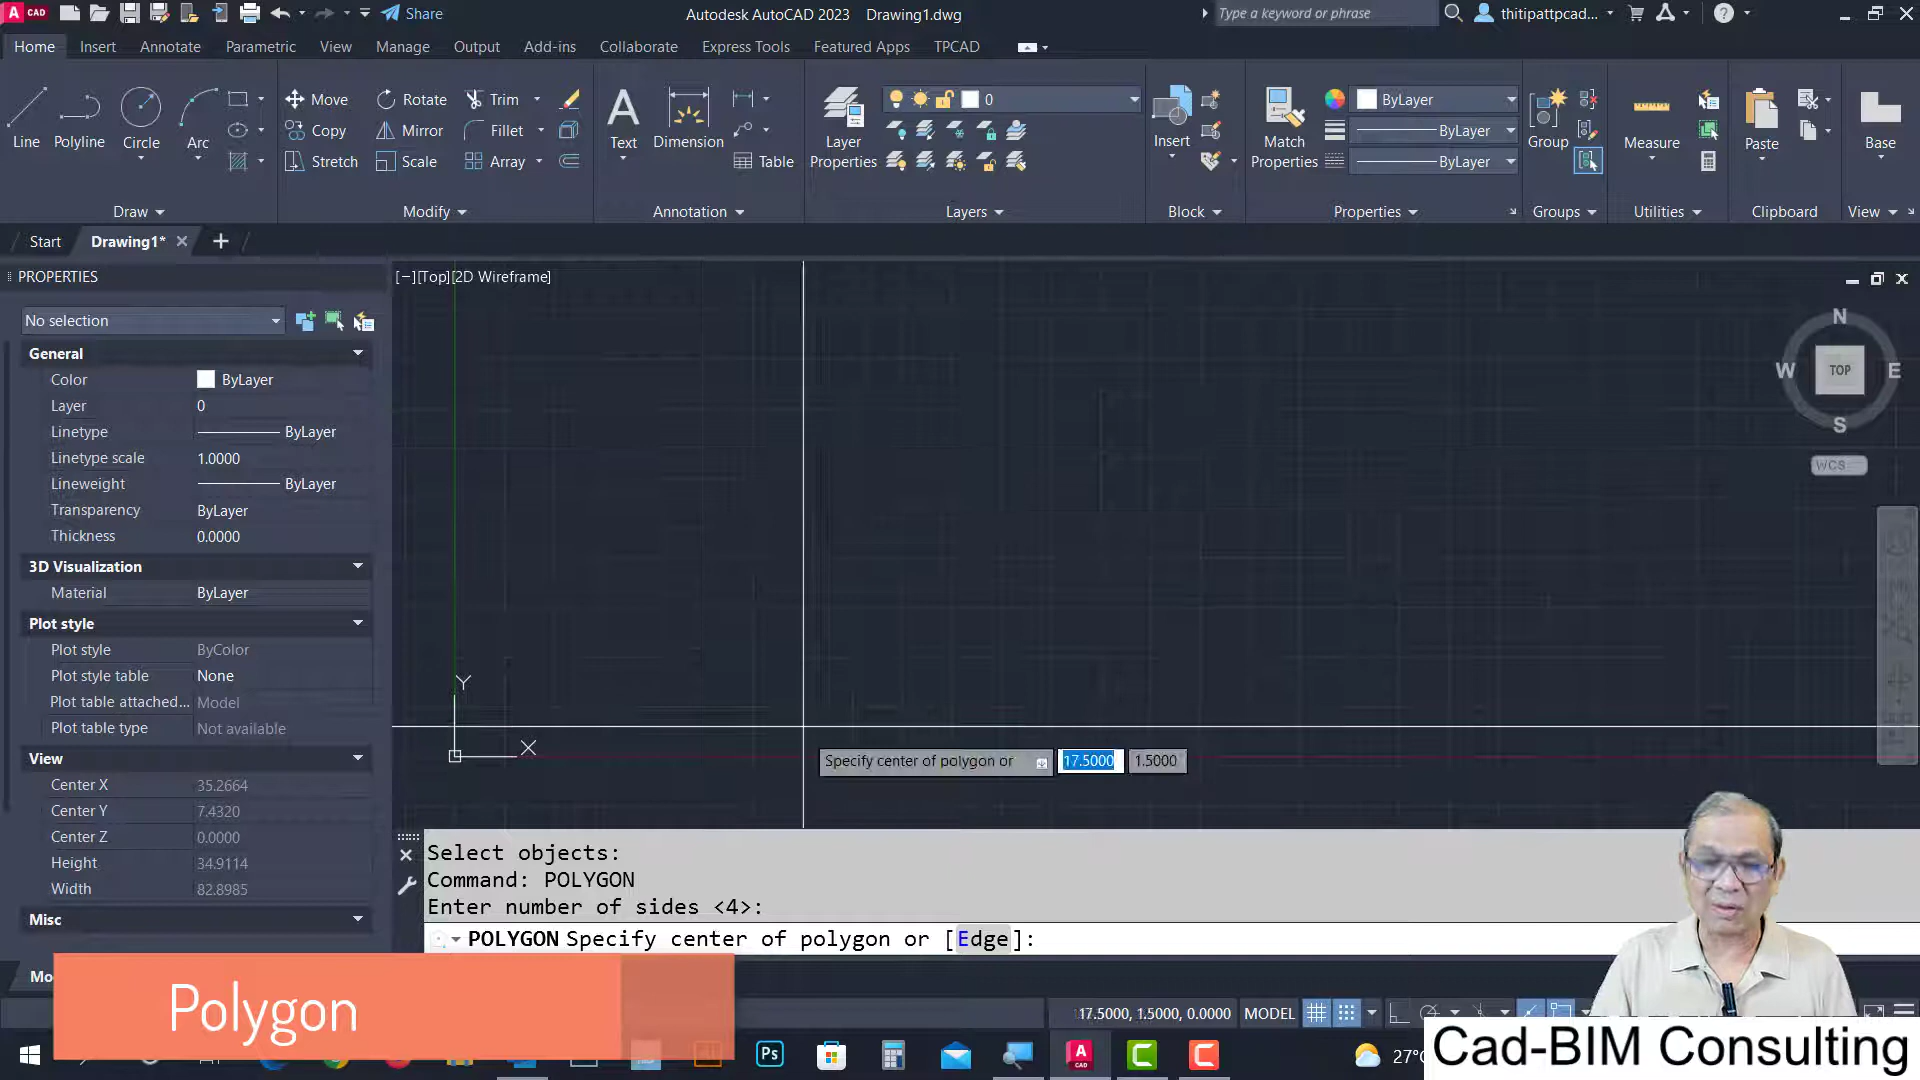 CAD
Share
Autodesk AutoCAD 2023 Drawing1.dwg
Type a keyword or phrase
thitipattpcad...
Home Insert Annotate Parametric View Manage Output Add-ins Collaborate Express Tools Featured Apps TPCAD
Line Polyline Circle Arc
Move Rotate Trim
Copy Mirror Fillet
Stretch Scale Array
Text Dimension Table
Layer Properties
0
Insert
Match Properties
ByLayer
ByLayer
ByLayer
Group
Measure
Paste
Base
Draw Modify Annotation Layers Block Properties Groups Utilities Clipboard View
Start Drawing1*
PROPERTIES
[−][Top][2D Wireframe]
No selection
General
Color ByLayer
Layer 0
Linetype ByLayer
Linetype scale 1.0000
Lineweight ByLayer
Transparency ByLayer
Thickness 0.0000
3D Visualization
Material ByLayer
Plot style
Plot style ByColor
Plot style table None
Plot table attached... Model
Plot table type Not available
View
Center X 35.2664
Center Y 7.4320
Center Z 0.0000
Height 34.9114
Width 82.8985
Misc
N
W TOP E
S
WCS
Y
X
Specify center of polygon or 17.5000 1.5000
Select objects:
Command: POLYGON
Enter number of sides <4>:
POLYGON Specify center of polygon or [Edge]:
Polygon
17.5000, 1.5000, 0.0000 MODEL
Ps
A CAD
C
C
27°
Cad-BIM Consulting